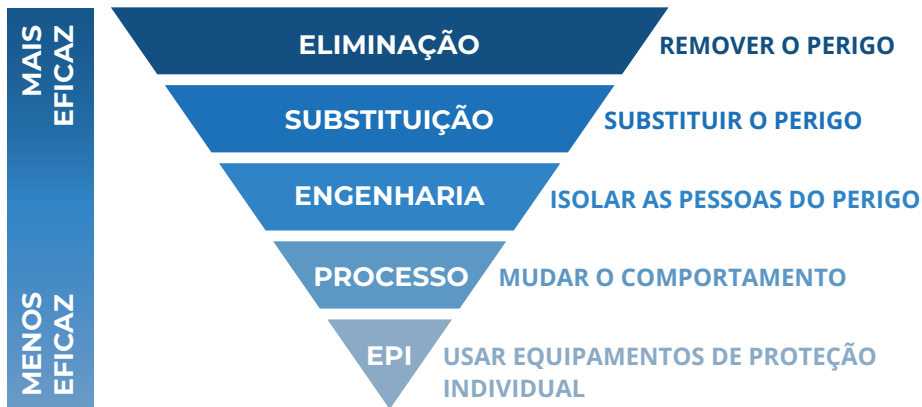 MAIS
EFICAZ
ELIMINAÇÃO
REMOVER O PERIGO
SUBSTITUIÇÃO
SUBSTITUIR O PERIGO
ENGENHARIA
ISOLAR AS PESSOAS DO PERIGO
PROCESSO
MUDAR O COMPORTAMENTO
MENOS
EFICAZ
EPI
USAR EQUIPAMENTOS DE PROTEÇÃO
INDIVIDUAL